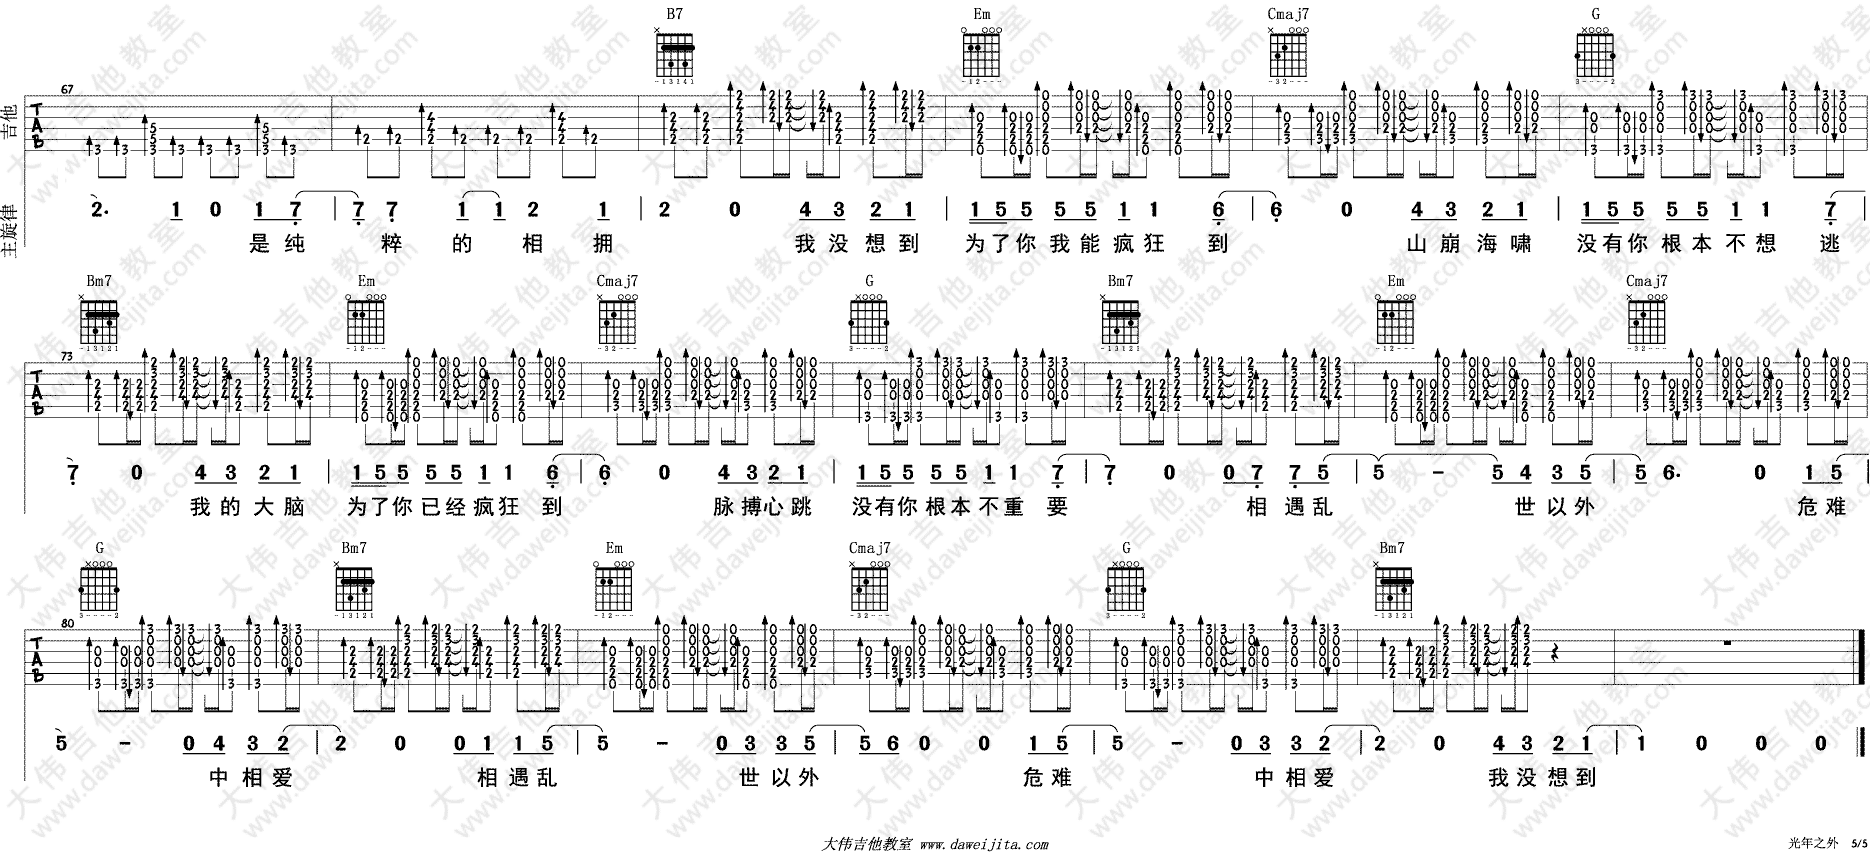 B7 Em Cmaj7 G
67
吉他
TAB
主旋律
2· 1 0 1 7 | 7 7 1 1 2 1 | 2 0 4 3 2 1 | 1 5 5 5 5 1 1 6 | 6 0 4 3 2 1 | 1 5 5 5 5 1 1 7
是纯 粹 的 相 拥 我没想到 为了你我能疯狂 到 山崩海啸 没有你根本不想 逃
Bm7 Em Cmaj7 G Bm7 Em Cmaj7
73
TAB
7 0 4 3 2 1 | 1 5 5 5 5 1 1 6 | 6 0 4 3 2 1 | 1 5 5 5 5 1 1 7 | 7 0 0 7 7 5 | 5 - 5 4 3 5 | 5 6· 0 1 5
我的大脑 为了你已经疯狂 到 脉搏心跳 没有你根本不重 要 相遇乱 世以外 危难
G Bm7 Em Cmaj7 G Bm7
80
TAB
5 - 0 4 3 2 | 2 0 0 1 1 5 | 5 - 0 3 3 5 | 5 6 0 0 1 5 | 5 - 0 3 3 2 | 2 0 4 3 2 1 | 1 0 0 0
中相爱 相遇乱 世以外 危难 中相爱 我没想到
大伟吉他教室 www.daweijita.com
光年之外 5/5